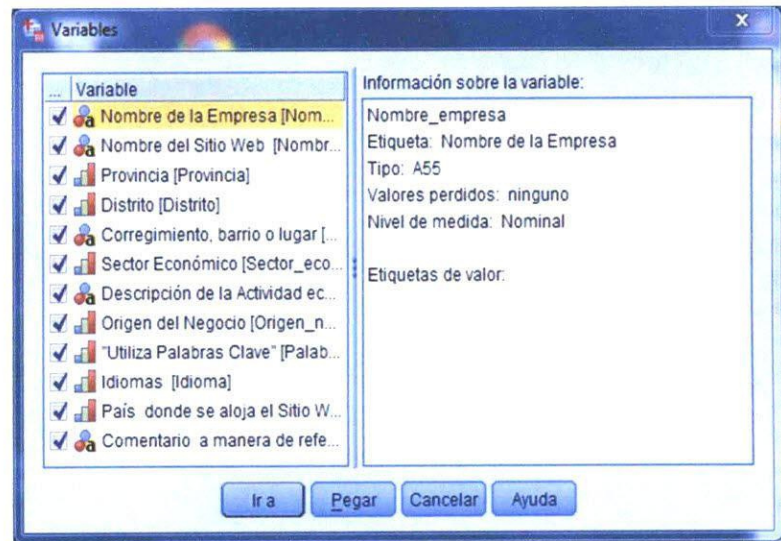 Variables
X
... Variable
Nombre de la Empresa [Nom...
Nombre del Sitio Web [Nombr...
Provincia [Provincia]
Distrito [Distrito]
Corregimiento, barrio o lugar [...
Sector Económico [Sector_eco...
Descripción de la Actividad ec...
Origen del Negocio [Origen_n...
"Utiliza Palabras Clave" [Palab...
Idiomas [Idioma]
País donde se aloja el Sitio W...
Comentario a manera de refe...
Información sobre la variable:
Nombre_empresa
Etiqueta: Nombre de la Empresa
Tipo: A55
Valores perdidos: ninguno
Nivel de medida: Nominal
Etiquetas de valor:
Ir a
Pegar
Cancelar
Ayuda